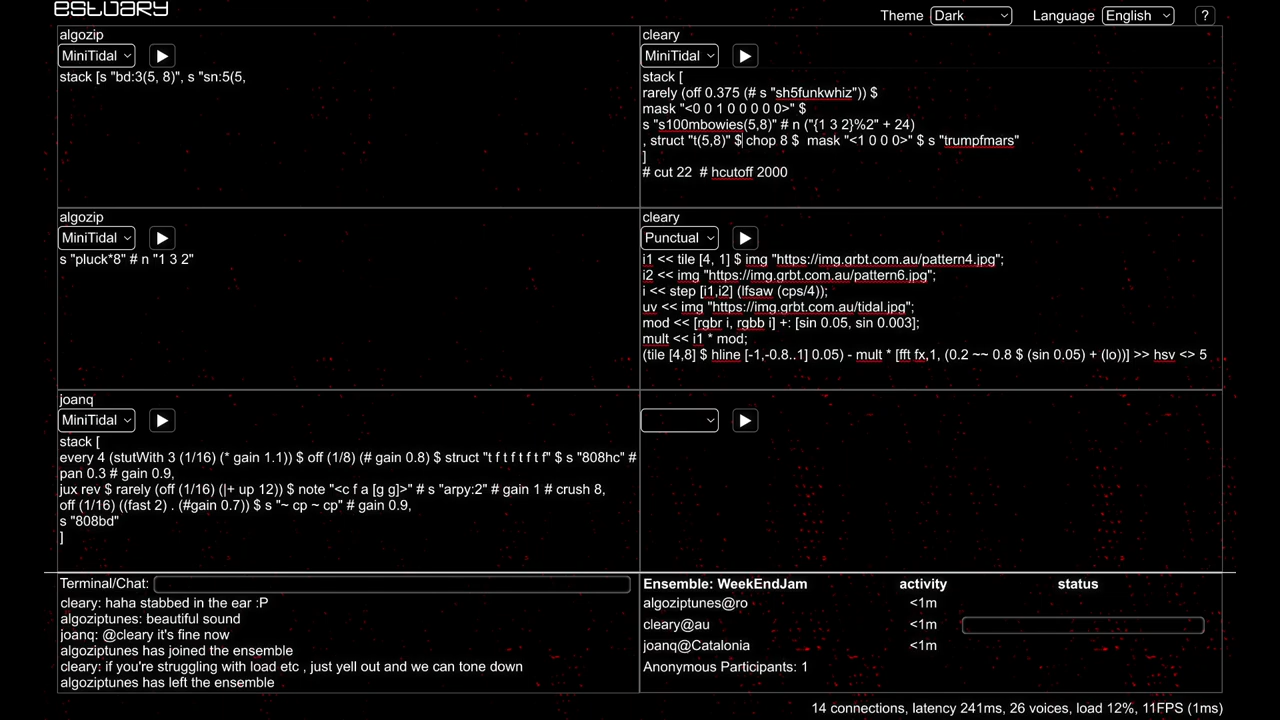 estuary
Theme Dark Language English ?
algozip
MiniTidal
stack [s "bd:3(5, 8)", s "sn:5(5,
cleary
MiniTidal
stack [
rarely (off 0.375 (# s "sh5funkwhiz")) $
mask "<0 0 1 0 0 0 0 0>" $
s "s100mbowies(5,8)" # n ("{1 3 2}%2" + 24)
, struct "t(5,8)" $ chop 8 $  mask "<1 0 0 0>" $ s "trumpfmars"
]
# cut 22  # hcutoff 2000
algozip
MiniTidal
s "pluck*8" # n "1 3 2"
cleary
Punctual
i1 << tile [4, 1] $ img "https://img.grbt.com.au/pattern4.jpg";
i2 << img "https://img.grbt.com.au/pattern6.jpg";
i << step [i1,i2] (lfsaw (cps/4));
uv << img "https://img.grbt.com.au/tidal.jpg";
mod << [rgbr i, rgbb i] +: [sin 0.05, sin 0.003];
mult << i1 * mod;
(tile [4,8] $ hline [-1,-0.8..1] 0.05) - mult * [fft fx,1, (0.2 ~~ 0.8 $ (sin 0.05) + (lo))] >> hsv <> 5
joanq
MiniTidal
stack [
every 4 (stutWith 3 (1/16) (* gain 1.1)) $ off (1/8) (# gain 0.8) $ struct "t f t f t f t f" $ s "808hc" #
pan 0.3 # gain 0.9,
jux rev $ rarely (off (1/16) (|+ up 12)) $ note "<c f a [g g]>" # s "arpy:2" # gain 1 # crush 8,
off (1/16) ((fast 2) . (#gain 0.7)) $ s "~ cp ~ cp" # gain 0.9,
s "808bd"
]
Terminal/Chat:
cleary: haha stabbed in the ear :P
algoziptunes: beautiful sound
joanq: @cleary it's fine now
algoziptunes has joined the ensemble
cleary: if you're struggling with load etc , just yell out and we can tone down
algoziptunes has left the ensemble
Ensemble: WeekEndJam activity status
algoziptunes@ro <1m
cleary@au <1m
joanq@Catalonia <1m
Anonymous Participants: 1
14 connections, latency 241ms, 26 voices, load 12%, 11FPS (1ms)